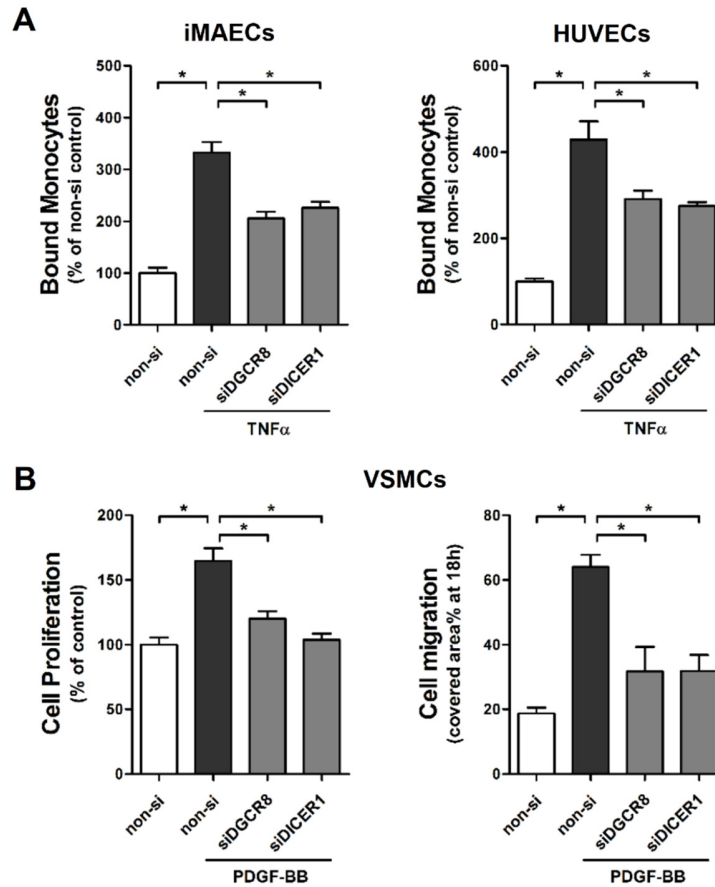 A
iMAECs
HUVECs
Bound Monocytes
(% of non-si control)
500
400
300
200
100
0
*
*
*
non-si
non-si
siDGCR8
siDICER1
TNFα
Bound Monocytes
(% of non-si control)
600
400
200
0
*
*
*
non-si
non-si
siDGCR8
siDICER1
TNFα
B
VSMCs
Cell Proliferation
(% of control)
200
150
100
50
0
*
*
*
non-si
non-si
siDGCR8
siDICER1
PDGF-BB
Cell migration
(covered area% at 18h)
80
60
40
20
0
*
*
*
non-si
non-si
siDGCR8
siDICER1
PDGF-BB